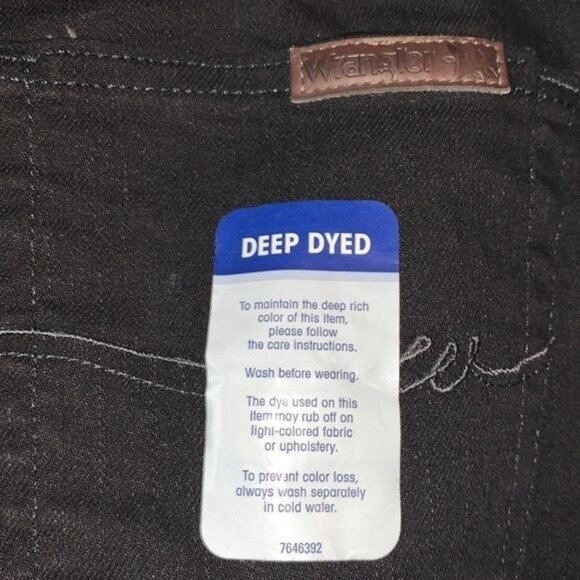 Wrangler
DEEP DYED
To maintain the deep rich
color of this item,
please follow
the care instructions.
Wash before wearing.
The dye used on this
item may rub off on
light-colored fabric
or upholstery.
To prevent color loss,
always wash separately
in cold water.
7646392